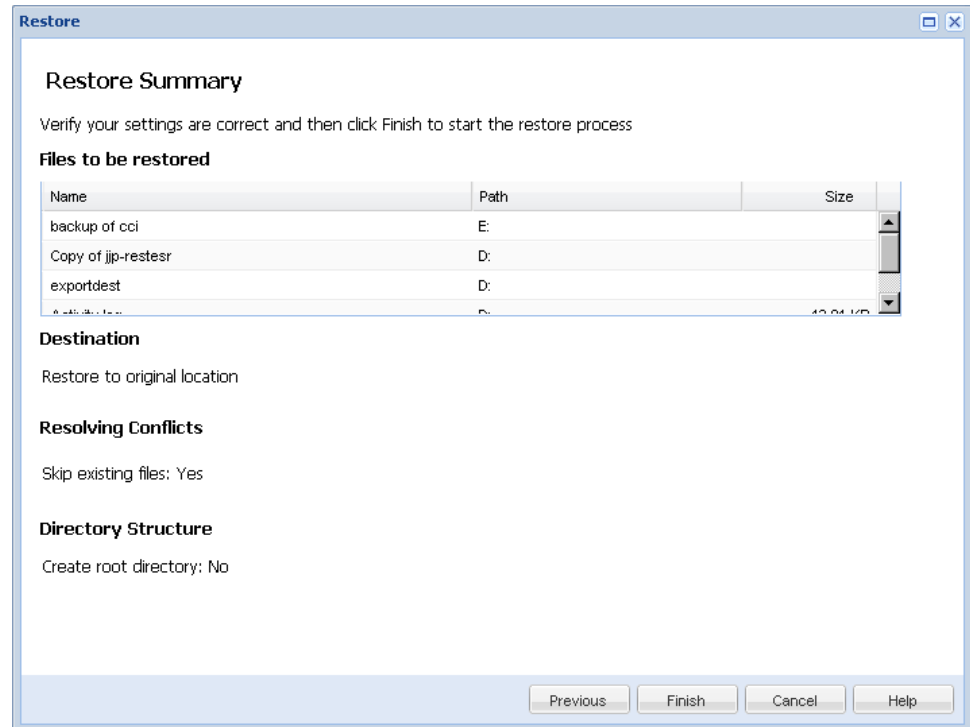 Restore
Restore Summary
Verify your settings are correct and then click Finish to start the restore process
Files to be restored
Name Path Size
backup of cci E:
Copy of jjp-restesr D:
exportdest D:
Destination
Restore to original location
Resolving Conflicts
Skip existing files: Yes
Directory Structure
Create root directory: No
Previous Finish Cancel Help